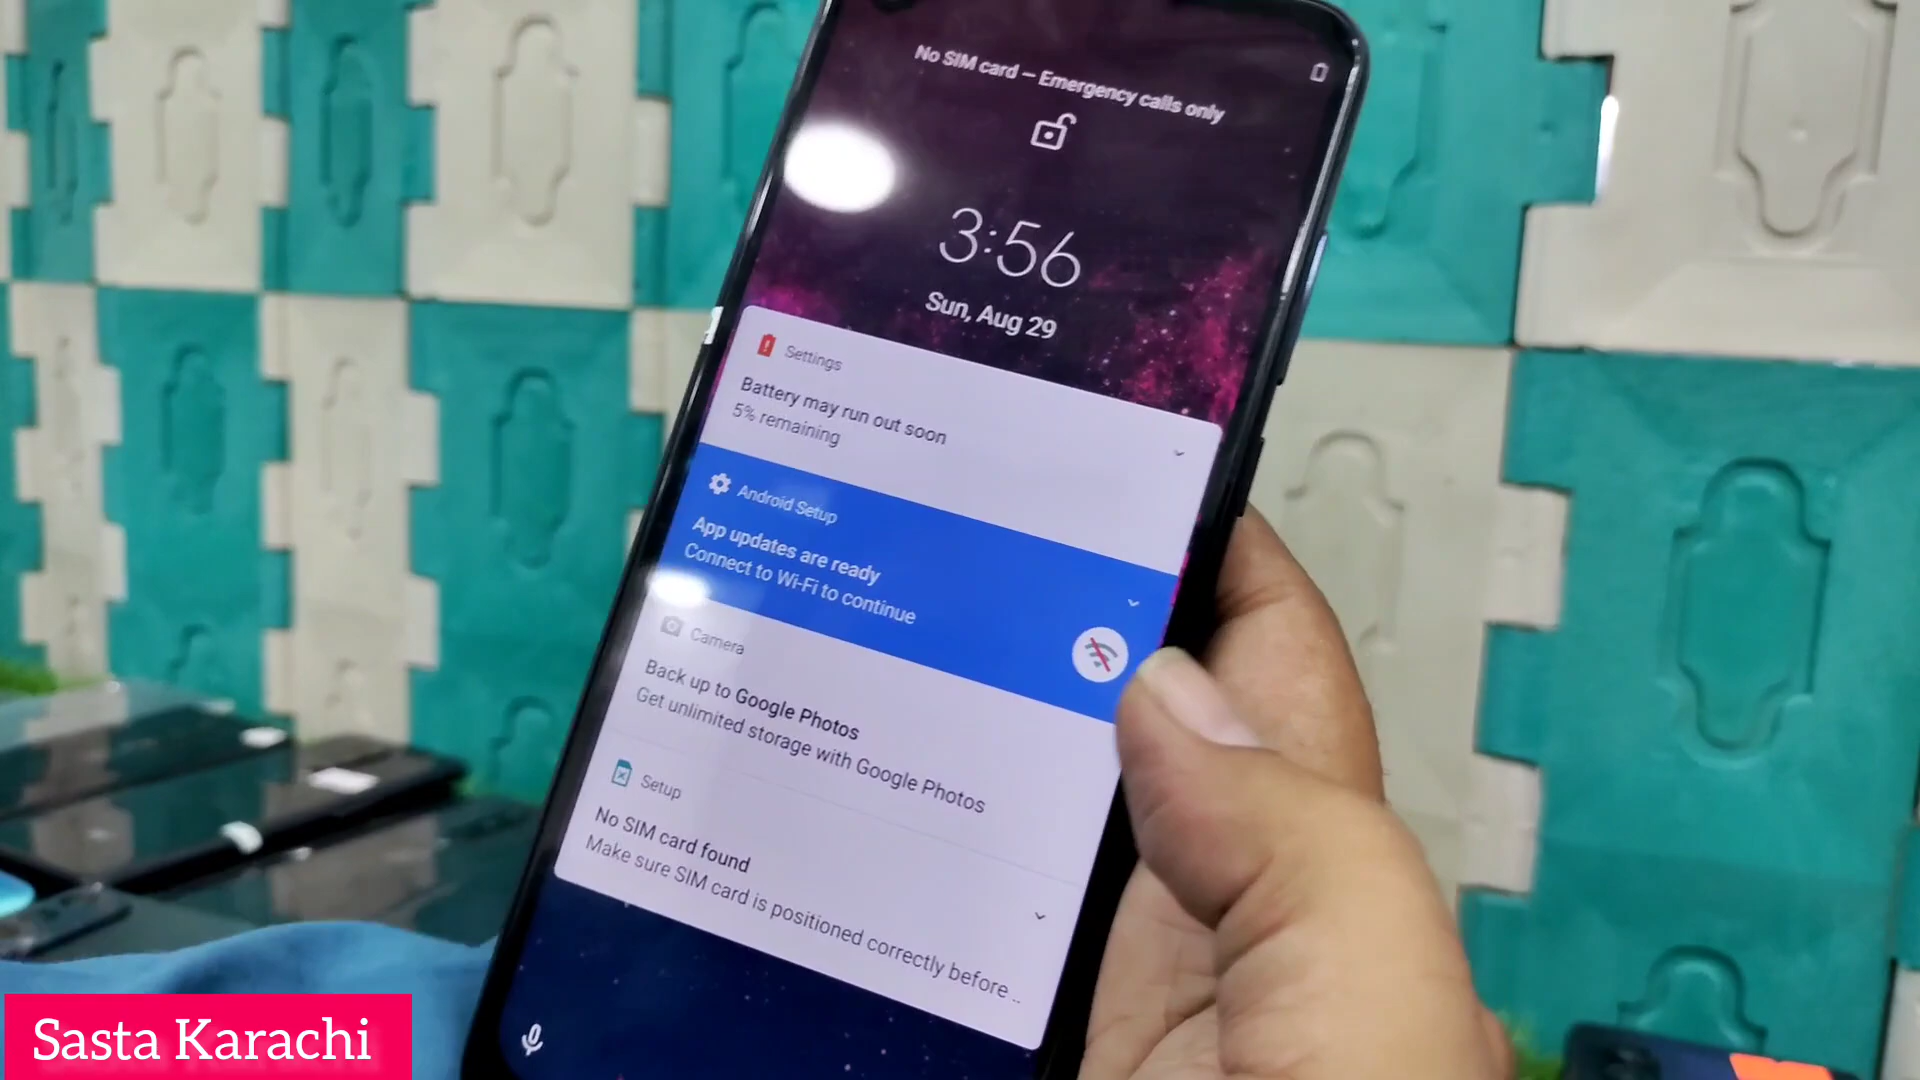 No SIM card – Emergency calls only
3:56
Sun, Aug 29
Settings
Battery may run out soon
5% remaining
Android Setup
App updates are ready
Connect to Wi-Fi to continue
Camera
Back up to Google Photos
Get unlimited storage with Google Photos
Setup
No SIM card found
Make sure SIM card is positioned correctly before ..
Sasta Karachi